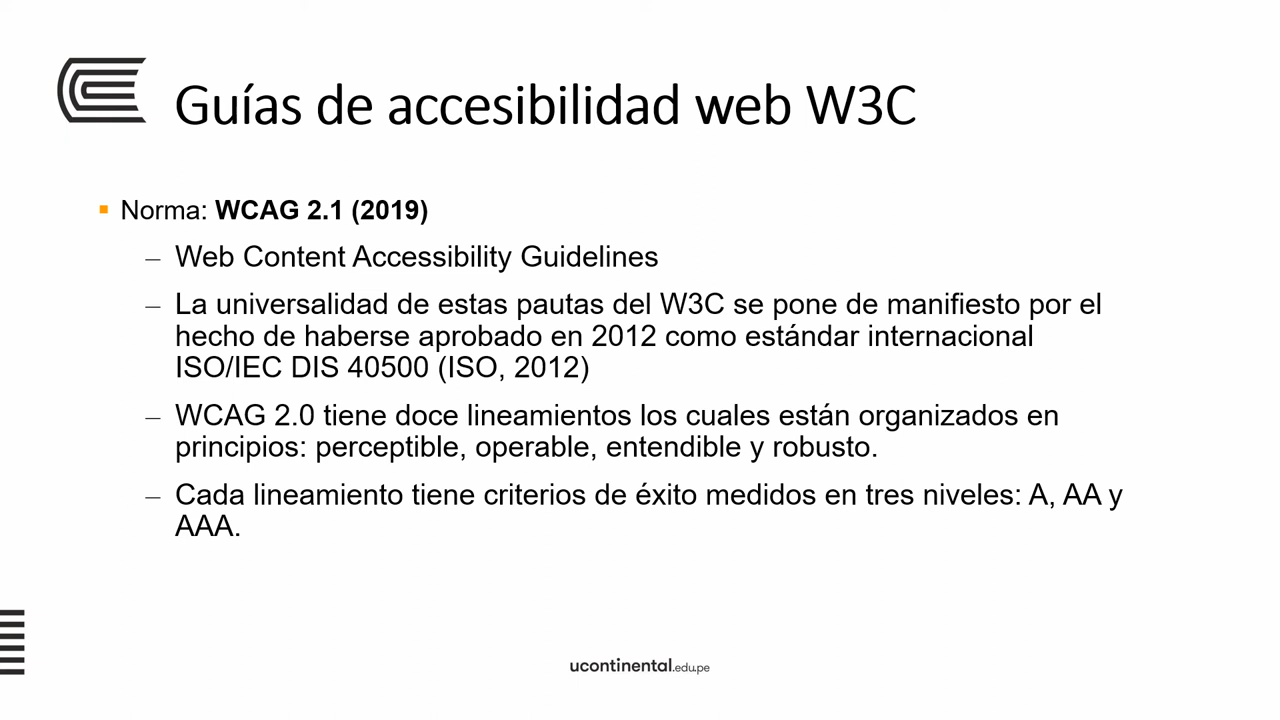 Guías de accesibilidad web W3C
Norma: WCAG 2.1 (2019)
– Web Content Accessibility Guidelines
– La universalidad de estas pautas del W3C se pone de manifiesto por el
hecho de haberse aprobado en 2012 como estándar internacional
ISO/IEC DIS 40500 (ISO, 2012)
– WCAG 2.0 tiene doce lineamientos los cuales están organizados en
principios: perceptible, operable, entendible y robusto.
– Cada lineamiento tiene criterios de éxito medidos en tres niveles: A, AA y
AAA.
ucontinental.edu.pe